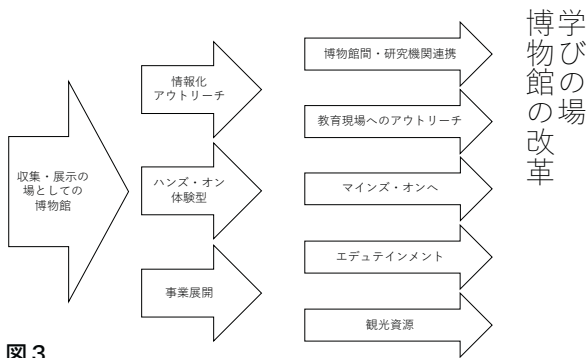 学びの場
博物館の改革
収集・展示の
場としての
博物館
情報化
アウトリーチ
ハンズ・オン
体験型
事業展開
博物館間・研究機関連携
教育現場へのアウトリーチ
マインズ・オンへ
エデュテインメント
観光資源
図3